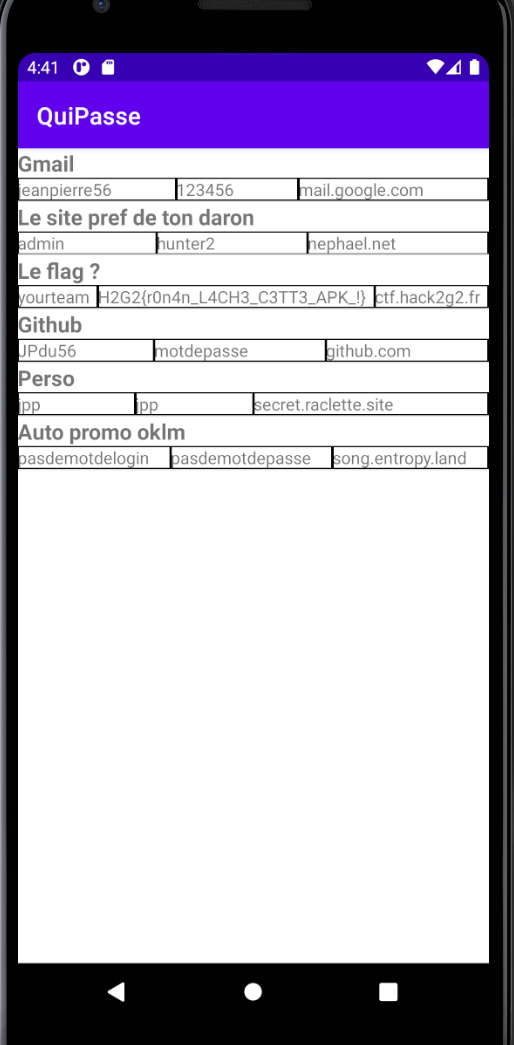 4:41
QuiPasse
Gmail
jeanpierre56 123456 mail.google.com
Le site pref de ton daron
admin hunter2 nephael.net
Le flag ?
yourteam H2G2{r0n4n_L4CH3_C3TT3_APK_!} ctf.hack2g2.fr
Github
JPdu56 motdepasse github.com
Perso
jpp jpp secret.raclette.site
Auto promo oklm
pasdemotdelogin pasdemotdepasse song.entropy.land